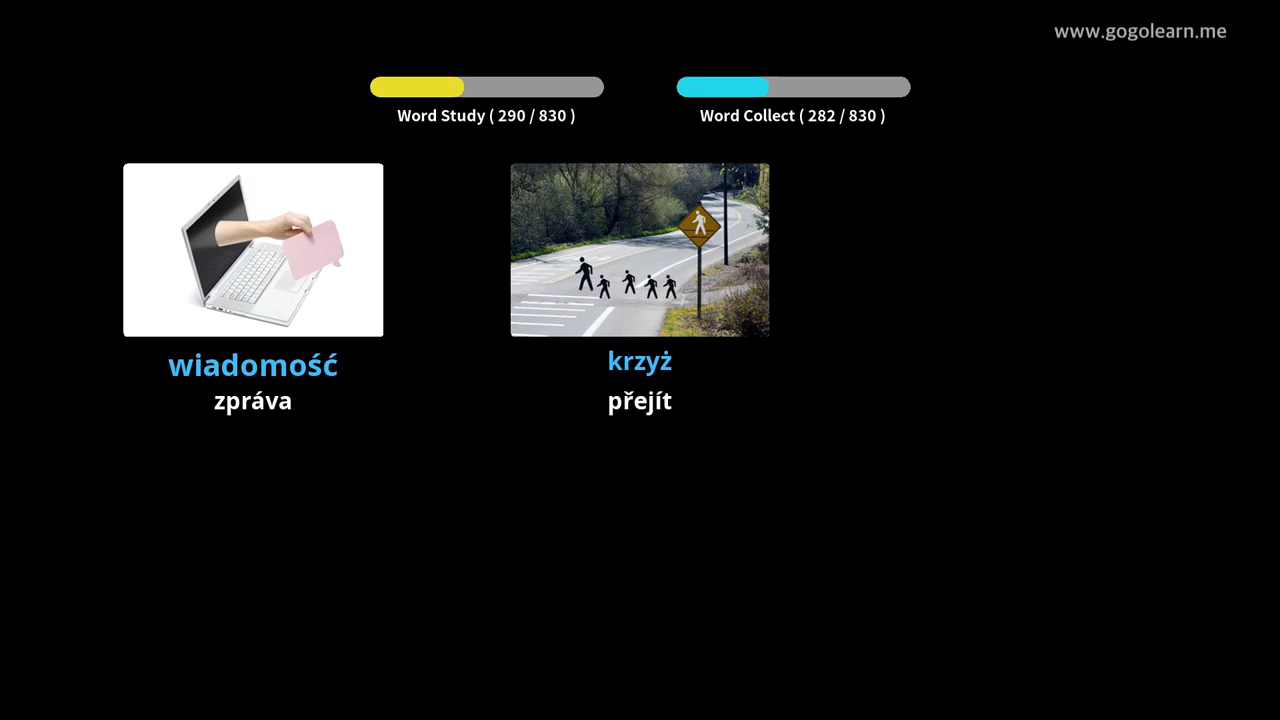 www.gogolearn.me
Word Study ( 290 / 830 )
Word Collect ( 282 / 830 )
wiadomość
zpráva
krzyż
přejít